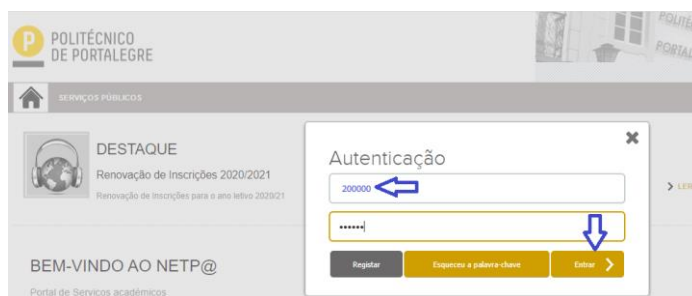 POLITÉCNICO
DE PORTALEGRE
SERVIÇOS PÚBLICOS
DESTAQUE
Renovação de Inscrições 2020/2021
Renovação de Inscrições para o ano letivo 2020/21
LER
BEM-VINDO AO NETP@
Portal de Serviços académicos
Autenticação
200000
••••••
Registar
Esqueceu a palavra-chave
Entrar